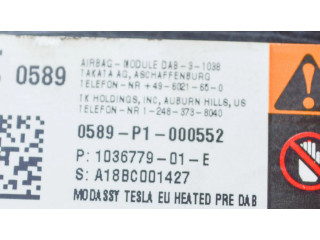 0589
AIRBAG-MODULE DAB-3-1036
TAKATA AG, ASCHAFFENBURG
TELEFON-NR +49-6021-65-0
TK HOLDINGS, INC, AUBURN HILLS, US
TELEFON-NR 1-248-373-8040
0589-P1-000552
P: 1036779-01-E
S: A18BC001427
MODASSY TESLA EU HEATED PRE DAB